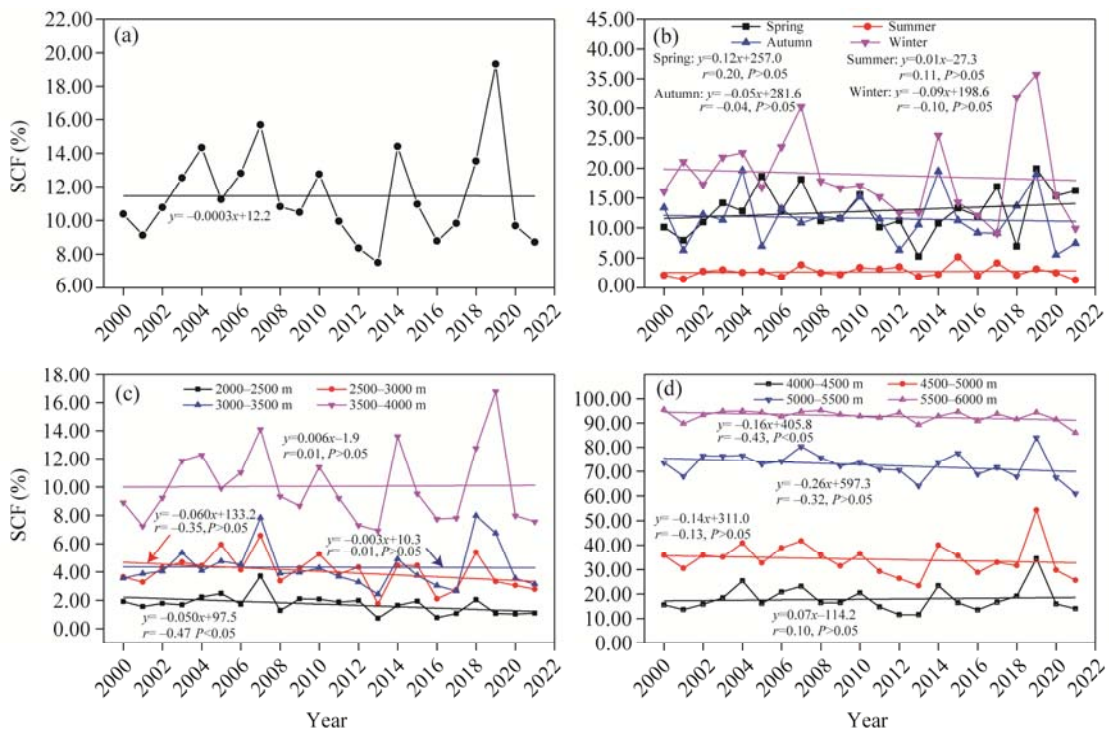 (a)
22.00
20.00
18.00
16.00
14.00
12.00
10.00
8.00
6.00
SCF (%)
y= −0.0003x+12.2
2000 2002 2004 2006 2008 2010 2012 2014 2016 2018 2020 2022
(b)
Spring Summer
Autumn Winter
45.00
40.00
35.00
30.00
25.00
20.00
15.00
10.00
5.00
0.00
Spring: y=0.12x+257.0 Summer: y=0.01x−27.3
r=0.20, P>0.05 r=0.11, P>0.05
Autumn: y= −0.05x+281.6 Winter: y= −0.09x+198.6
r= −0.04, P>0.05 r= −0.10, P>0.05
2000 2002 2004 2006 2008 2010 2012 2014 2016 2018 2020 2022
(c)
2000–2500 m 2500–3000 m
3000–3500 m 3500–4000 m
18.00
16.00
14.00
12.00
10.00
8.00
6.00
4.00
2.00
0.00
SCF (%)
y=0.006x−1.9
r=0.01, P>0.05
y= −0.060x+133.2
r= −0.35, P>0.05
y= −0.003x+10.3
r= −0.01, P>0.05
y= −0.050x+97.5
r= −0.47 P<0.05
2000 2002 2004 2006 2008 2010 2012 2014 2016 2018 2020 2022
Year
(d)
4000–4500 m 4500–5000 m
5000–5500 m 5500–6000 m
100.00
90.00
80.00
70.00
60.00
50.00
40.00
30.00
20.00
10.00
0.00
y= −0.16x+405.8
r= −0.43, P<0.05
y= −0.26x+597.3
r= −0.32, P>0.05
y= −0.14x+311.0
r= −0.13, P>0.05
y=0.07x−114.2
r=0.10, P>0.05
2000 2002 2004 2006 2008 2010 2012 2014 2016 2018 2020 2022
Year